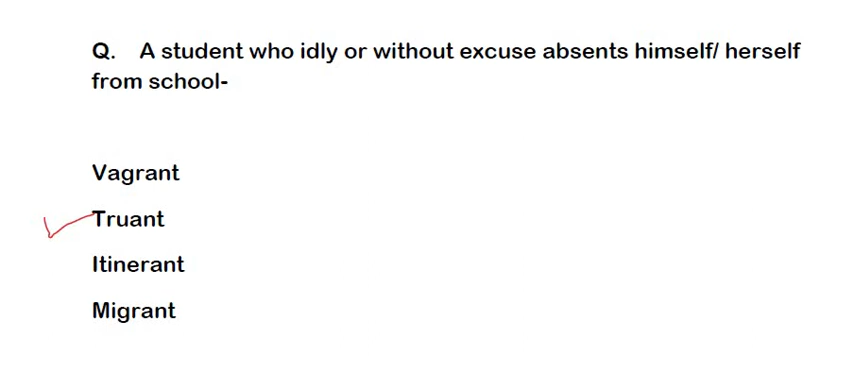 Q. A student who idly or without excuse absents himself/ herself
from school-
Vagrant
Truant
Itinerant
Migrant